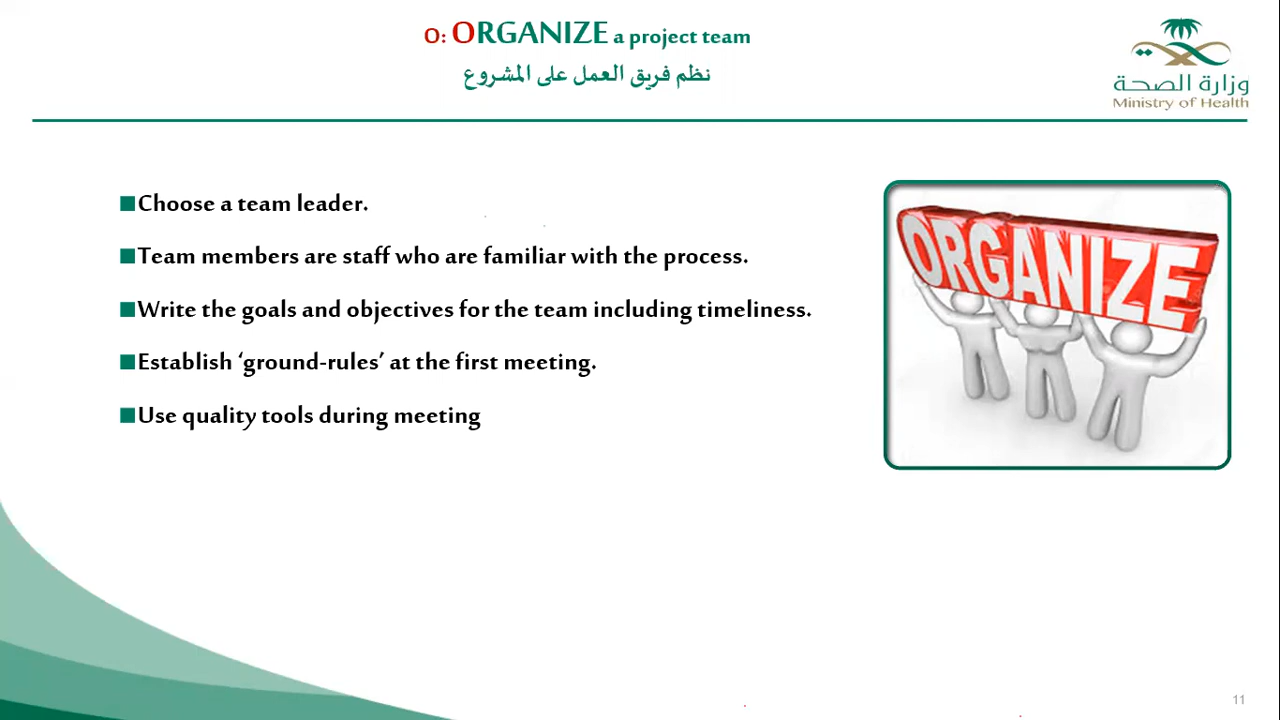 O: ORGANIZE a project team
نظم فريق العمل على المشروع
وزارة الصحة
Ministry of Health
Choose a team leader.
Team members are staff who are familiar with the process.
Write the goals and objectives for the team including timeliness.
Establish ‘ground-rules’ at the first meeting.
Use quality tools during meeting
ORGANIZE
11